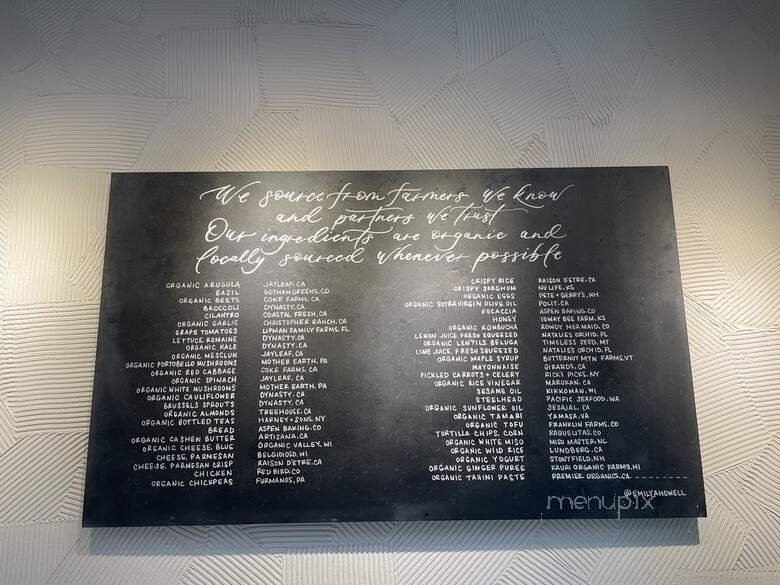 We source from farmers we know
and partners we trust
Our ingredients are organic and
locally sourced whenever possible
ORGANIC ARUGULA JAYLEAF, CA
BASIL GOTHAM GREENS, CO
ORGANIC BEETS COKE FARMS, CA
BROCCOLI DYNASTY, CA
CILANTRO COASTAL FRESH, CA
ORGANIC GARLIC CHRISTOPHER RANCH, CA
GRAPE TOMATOES LIPMAN FAMILY FARMS, FL
LETTUCE ROMAINE DYNASTY, CA
ORGANIC KALE DYNASTY, CA
ORGANIC MESCLUN JAYLEAF, CA
ORGANIC PORTOBELLO MUSHROOMS MOTHER EARTH, PA
ORGANIC RED CABBAGE COKE FARMS, CA
ORGANIC SPINACH JAYLEAF, CA
ORGANIC WHITE MUSHROOMS MOTHER EARTH, PA
ORGANIC CAULIFLOWER DYNASTY, CA
BRUSSELS SPROUTS DYNASTY, CA
ORGANIC ALMONDS TREEHOUSE, CA
ORGANIC BOTTLED TEAS HARNEY + SONS, NY
BREAD ASPEN BAKING, CO
ORGANIC CASHEW BUTTER ARTISANA, CA
ORGANIC CHEESE, BLUE ORGANIC VALLEY, WI
CHEESE, PARMESAN BELGIOIOSO, WI
CHEESE, PARMESAN CRISP RAISON D'ETRE, CA
CHICKEN RED BIRD, CO
ORGANIC CHICKPEAS FURMANOS, PA
CRISPY RICE RAISON D'ETRE, CA
CRISPY SORGHUM NU LIFE, KS
ORGANIC EGGS PETE + GERRY'S, NH
ORGANIC EXTRA VIRGIN OLIVE OIL POLIT, CA
FOCACCIA ASPEN BAKING, CO
HONEY IOWAY BEE FARM, KS
ORGANIC KOMBUCHA ROWDY MERMAID, CO
LEMON JUICE, FRESH SQUEEZED NATALIES ORCHID, FL
ORGANIC LENTILS BELUGA TIMELESS SEED, MT
LIME JUICE, FRESH SQUEEZED NATALIES ORCHID, FL
ORGANIC MAPLE SYRUP BUTTERNUT MTN FARMS, VT
MAYONNAISE GIRARDS, CA
PICKLED CARROTS + CELERY RICK'S PICKS, NY
ORGANIC RICE VINEGAR MARUKAN, CA
SESAME OIL KIKKOMAN, WI
STEELHEAD PACIFIC SEAFOOD, WA
ORGANIC SUNFLOWER OIL SESAJAL, CA
ORGANIC TAMARI YAMASA, VA
ORGANIC TOFU FRANKLIN FARMS, CO
TORTILLA CHIPS, CORN RAQUELITAS, CO
ORGANIC WHITE MISO MISO MASTER, NC
ORGANIC WILD RICE LUNDBERG, CA
ORGANIC YOGURT STONYFIELD, NH
ORGANIC GINGER PUREE KAUAI ORGANIC FARMS, HI
ORGANIC TAHINI PASTE PREMIER ORGANICS, CA
@EMILYAHOWELL
menupix